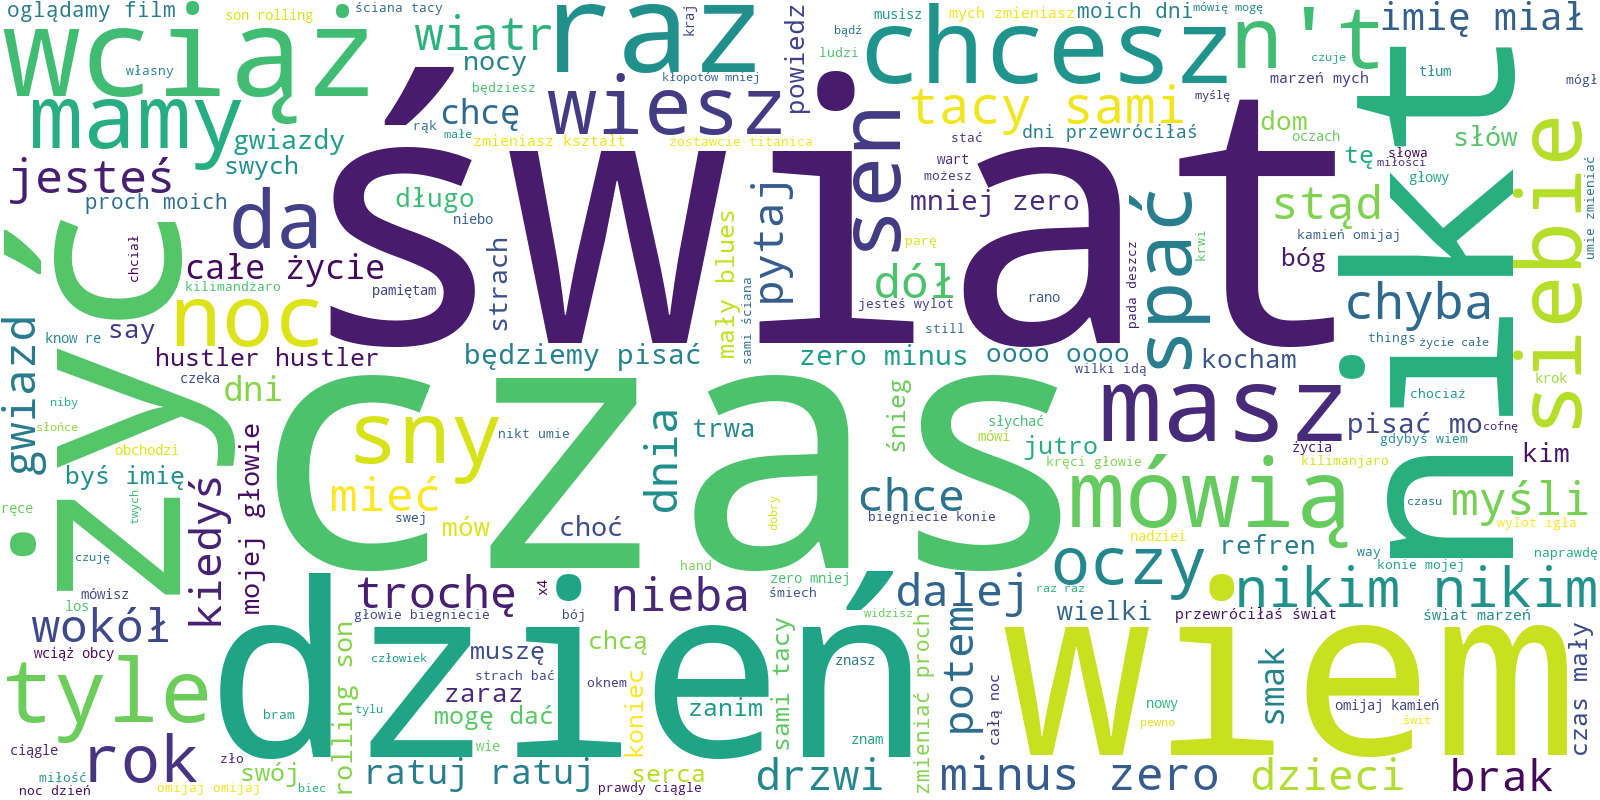 oglądamy film
son rolling
ściana tacy
wciąż
wiatr
raz
kraj
powiedz
musisz
bądź
ludzi
chcesz
mych zmieniasz
moich dni
mówię mogę
n't
imię miał
czuje
tłum
mógł
marzeń mych
własny
nocy
będziesz
kłopotów mniej
mamy
chcę
wiesz
sen
tacy sami
myślę
nikt
gwiazdy
rąk
małe
zmieniasz kształt
zostawcie titanica
stać
dni przewróciłaś
dom
oczach
słów
swych
wart
możesz
tę
słowa
miłości
głowy
siebie
umie zmieniać
jesteś
proch moich
da
długo
niebo
świat
pytaj
mały blues
mniej zero
spać
stąd
kamień omijaj
życ
chciał
całe życie
kilimandżaro
pamiętam
strach
dół
parę
krwi
bóg
jesteś wylot
rano
pada deszcz
gwiazd
noc
say
know re
still
chyba
things
życie całe
hustler hustler
będziemy pisać
sami ściana
zero minus
oooo oooo
wilki idą
kocham
czeka
dni
niby
słońce
czas
masz
krok
chociaż
sny
nikt umie
dnia
trwa
śnieg
słychać
mówi
jutro
pisać mo
cofnę
gdybyś wiem
obchodzi
byś imię
kiedyś
mojej głowie
kręci głowie
życia
kilimanjaro
kim
ręce
twych
mieć
swej
mów
choć
dobry
chce
biegniecie konie
mówią
czasu
myśli
wylot igła
nadziei
refren
way
konie mojej
naprawdę
czuję
hand
oczy
mówisz
los
trochę
x4
nieba
zero mniej
śmiech
dalej
raz raz
nikim nikim
głowie biegniecie
bój
widzisz
wielki
przewróciłaś świat
świat marzeń
wokół
wciąż obcy
dzień
rolling son
człowiek
muszę
chcą
strach bać
oknem
sami tacy
znasz
zmieniać proch
potem
wiem
czas mały
tyle
bram
tylu
zaraz
mogę dać
wie
koniec
zanim
znam
całą noc
nowy
pewno
smak
omijaj kamień
świt
ciągle
rok
zło
swój
miłość
noc dzień
omijaj omijaj
biec
ratuj ratuj
serca
prawdy ciągle
drzwi
minus zero
dzieci
brak